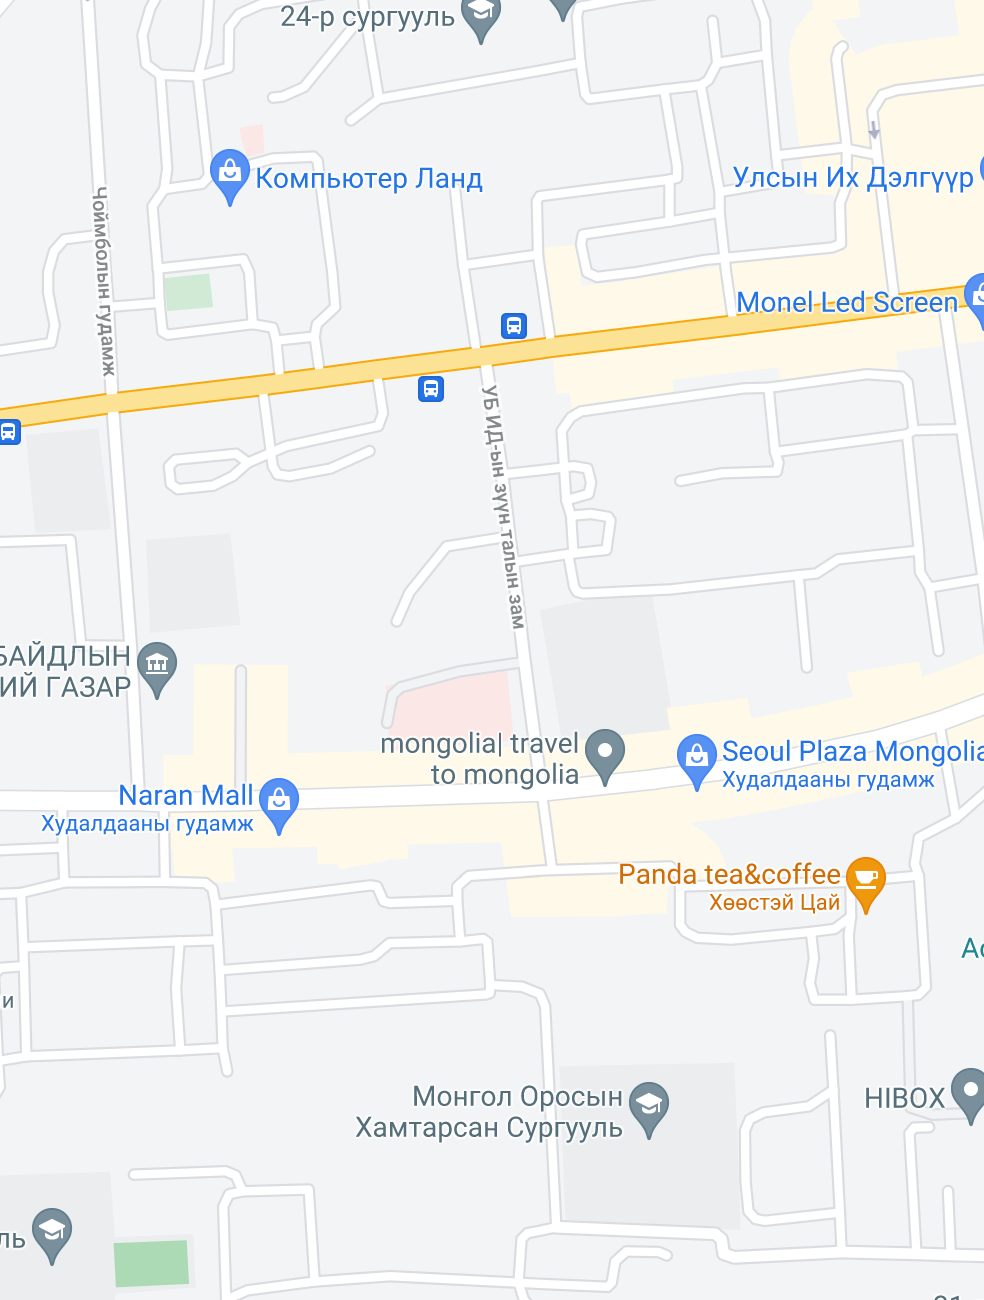 24-р сургууль
Компьютер Ланд
Улсын Их Дэлгүүр
Чоймболын гудамж
Monel Led Screen
УБ ИД-ын зүүн талын зам
БАЙДЛЫН
ИЙ ГАЗАР
mongolia| travel
to mongolia
Seoul Plaza Mongolia
Худалдааны гудамж
Naran Mall
Худалдааны гудамж
Panda tea&coffee
Хөөстэй Цай
и
Монгол Оросын
Хамтарсан Сургууль
HIBOX
ль